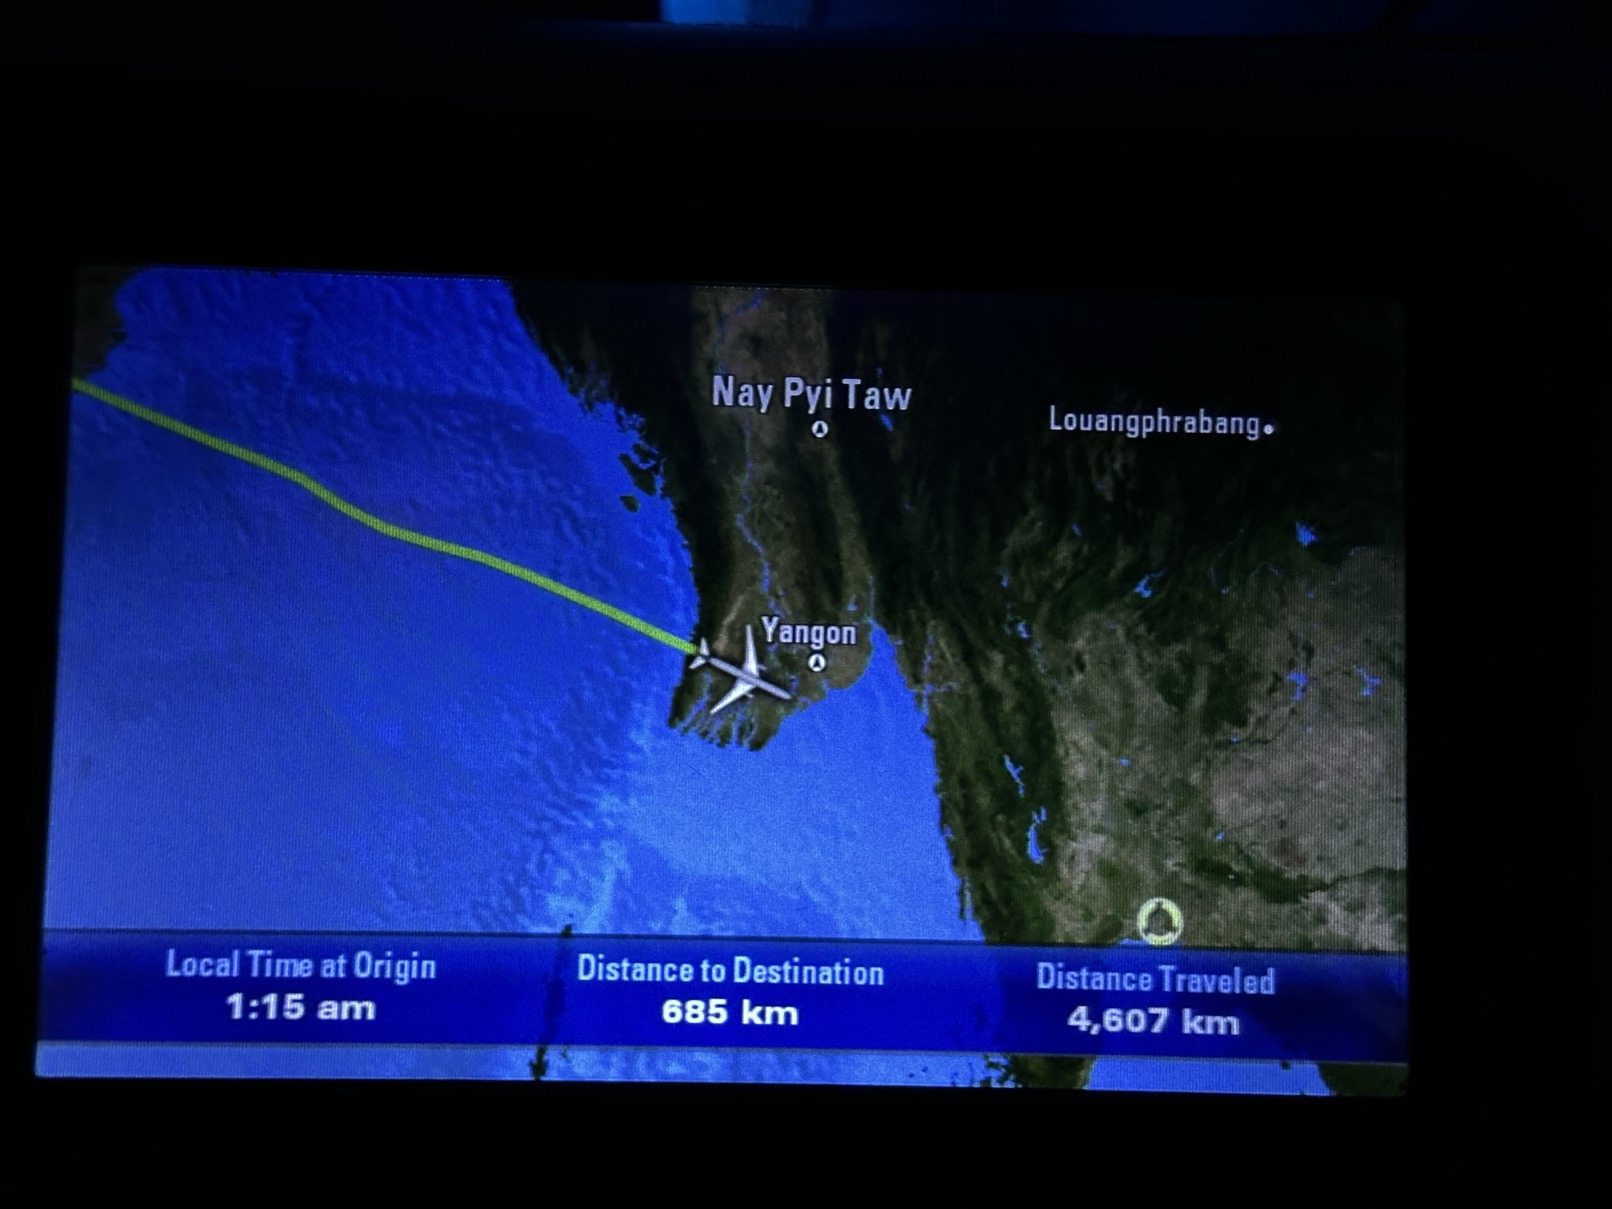 Nay Pyi Taw
Louangphrabang
Yangon
Local Time at Origin
1:15 am
Distance to Destination
685 km
Distance Traveled
4,607 km